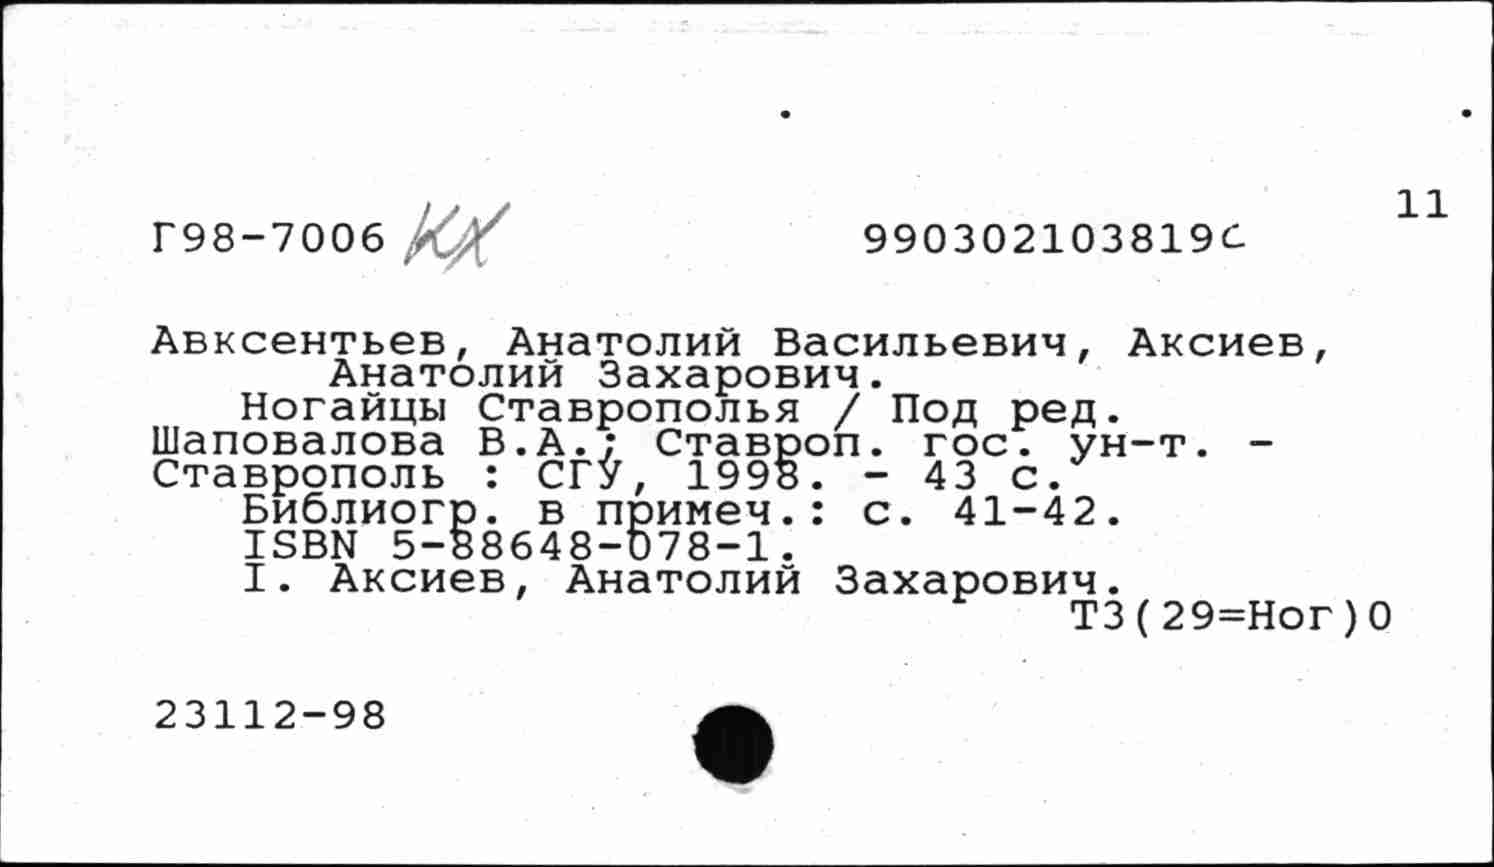 11
Г98-7006 КХ 990302103819С
Авксентьев, Анатолий Васильевич, Аксиев,
Анатолий Захарович.
Ногайцы Ставрополья / Под ред.
Шаповалова В.А.; Ставроп. гос. ун-т. -
Ставрополь : СГУ, 1998. - 43 с.
Библиогр. в примеч.: с. 41-42.
ISBN 5-88648-078-1.
I. Аксиев, Анатолий Захарович.
Т3(29=Ног)0
23112-98